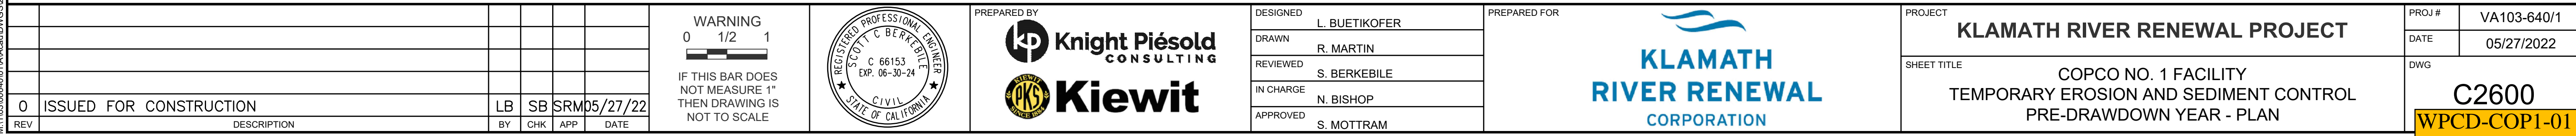 0 ISSUED FOR CONSTRUCTION LB SB SRM 05/27/22
REV DESCRIPTION BY CHK APP DATE
WARNING
0 1/2 1
IF THIS BAR DOES
NOT MEASURE 1"
THEN DRAWING IS
NOT TO SCALE
REGISTERED PROFESSIONAL ENGINEER
SCOTT C BERKEBILE
C 66153
EXP. 06-30-24
CIVIL
STATE OF CALIFORNIA
PREPARED BY
kp Knight Piésold
CONSULTING
KIEWIT
PKS
SINCE 1884
Kiewit
DESIGNED
L. BUETIKOFER
DRAWN
R. MARTIN
REVIEWED
S. BERKEBILE
IN CHARGE
N. BISHOP
APPROVED
S. MOTTRAM
PREPARED FOR
KLAMATH
RIVER RENEWAL
CORPORATION
PROJECT
KLAMATH RIVER RENEWAL PROJECT
SHEET TITLE
COPCO NO. 1 FACILITY
TEMPORARY EROSION AND SEDIMENT CONTROL
PRE-DRAWDOWN YEAR - PLAN
PROJ # VA103-640/1
DATE 05/27/2022
DWG
C2600
WPCD-COP1-01